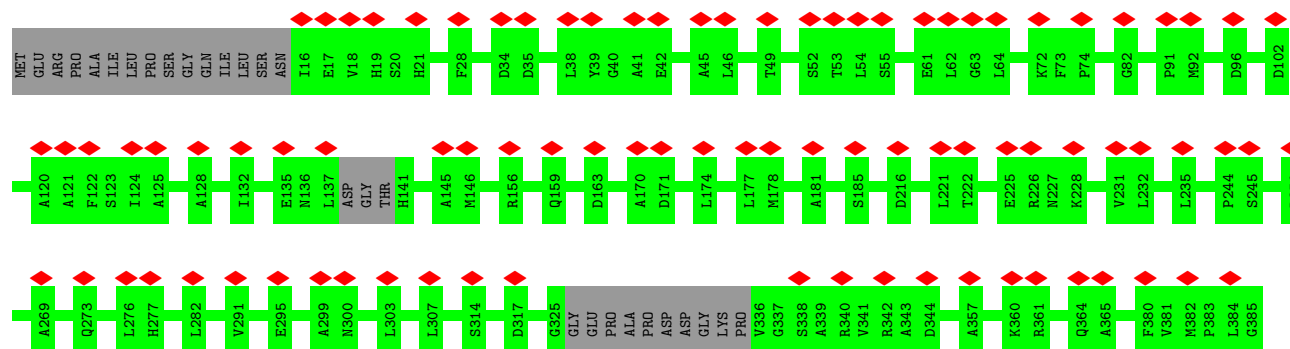 MET GLU ARG PRO ALA ILE LEU PRO SER GLY GLN ILE LEU SER ASN I16 E17 V18 H19 S20 H21 F28 D34 D35 L38 Y39 G40 A41 E42 A45 L46 T49 S52 T53 L54 S55 E61 L62 G63 L64 K72 F73 P74 G82 P91 M92 D96 D102
A120 A121 F122 S123 I124 A125 A128 I132 E135 N136 L137 ASP GLY THR H141 A145 M146 R156 Q159 D163 A170 D171 L174 L177 M178 A181 S185 D216 L221 T222 E225 R226 N227 K228 V231 L232 L235 P244 S245
A269 Q273 L276 H277 L282 V291 E295 A299 N300 L303 L307 S314 D317 G325 GLY GLU PRO ALA PRO ASP ASP GLY LYS PRO V336 G337 S338 A339 R340 V341 R342 A343 D344 A357 K360 R361 Q364 A365 F380 V381 M382 P383 L384 G385